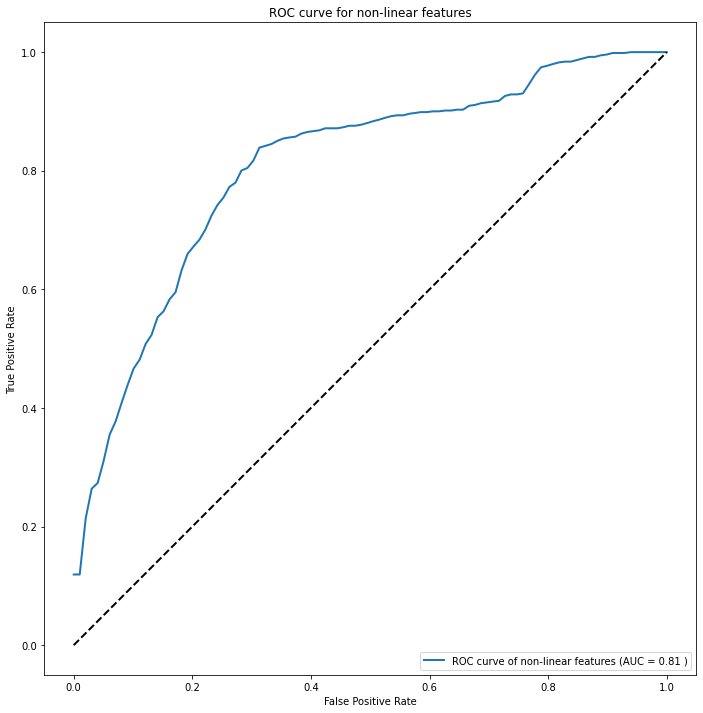 ROC curve for non-linear features
True Positive Rate
1.0
0.8
0.6
0.4
0.2
0.0
ROC curve of non-linear features (AUC = 0.81 )
0.0 0.2 0.4 0.6 0.8 1.0
False Positive Rate